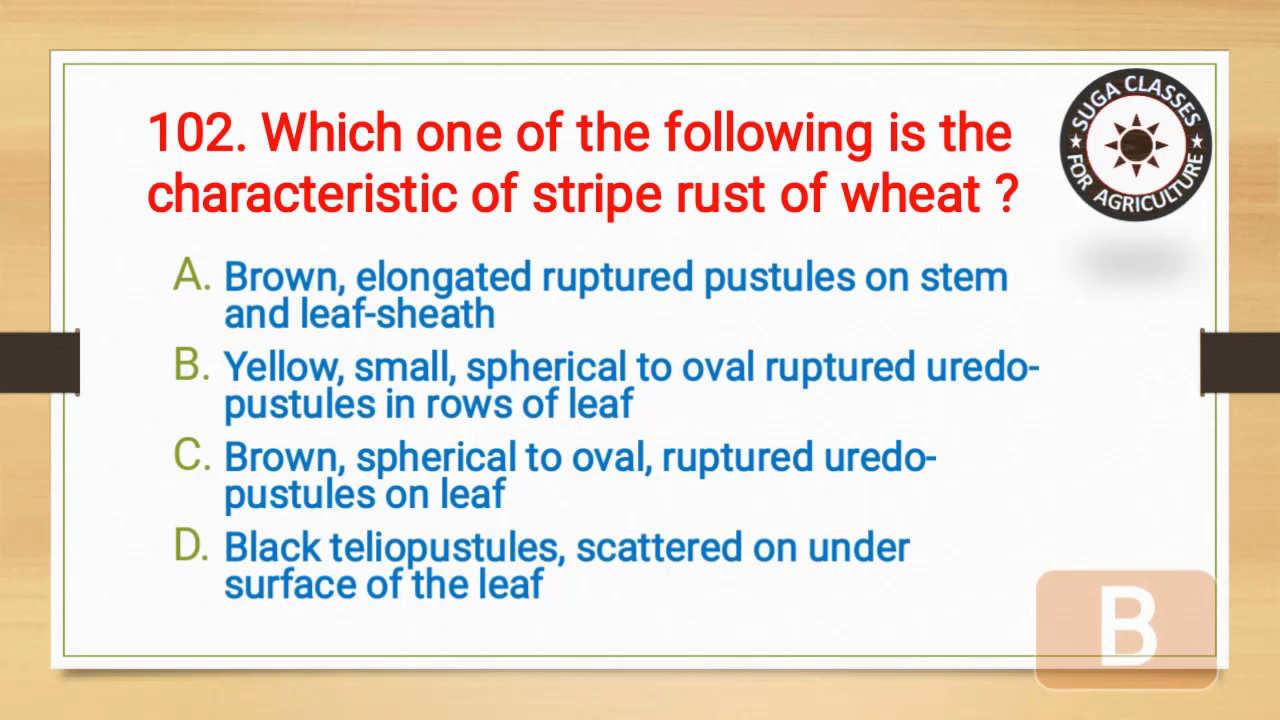 SUGA CLASSES
FOR AGRICULTURE
102. Which one of the following is the
characteristic of stripe rust of wheat ?
A. Brown, elongated ruptured pustules on stem
and leaf-sheath
B. Yellow, small, spherical to oval ruptured uredo-
pustules in rows of leaf
C. Brown, spherical to oval, ruptured uredo-
pustules on leaf
D. Black teliopustules, scattered on under
surface of the leaf
B